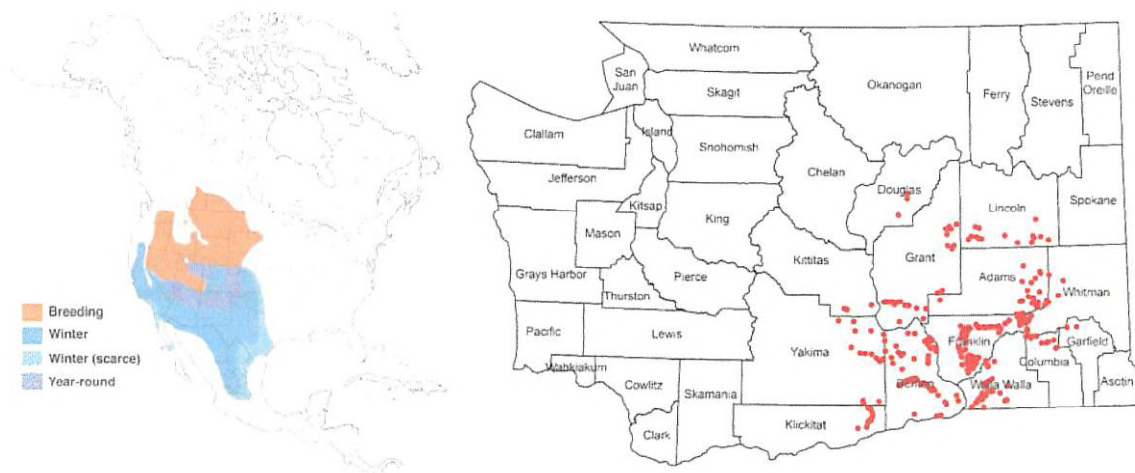 Breeding
Winter
Winter (scarce)
Year-round
Whatcom
San
Juan
Skagit
Okanogan
Ferry
Stevens
Pend
Oreille
Clallam
Island
Snohomish
Chelan
Douglas
Jefferson
Kitsap
King
Lincoln
Spokane
Mason
Grays Harbor
Kittitas
Grant
Adams
Whitman
Pierce
Thurston
Pacific
Lewis
Yakima
Franklin
Garfield
Columbia
Wahkiakum
Cowlitz
Skamania
Benton
Walla Walla
Asotin
Klickitat
Clark